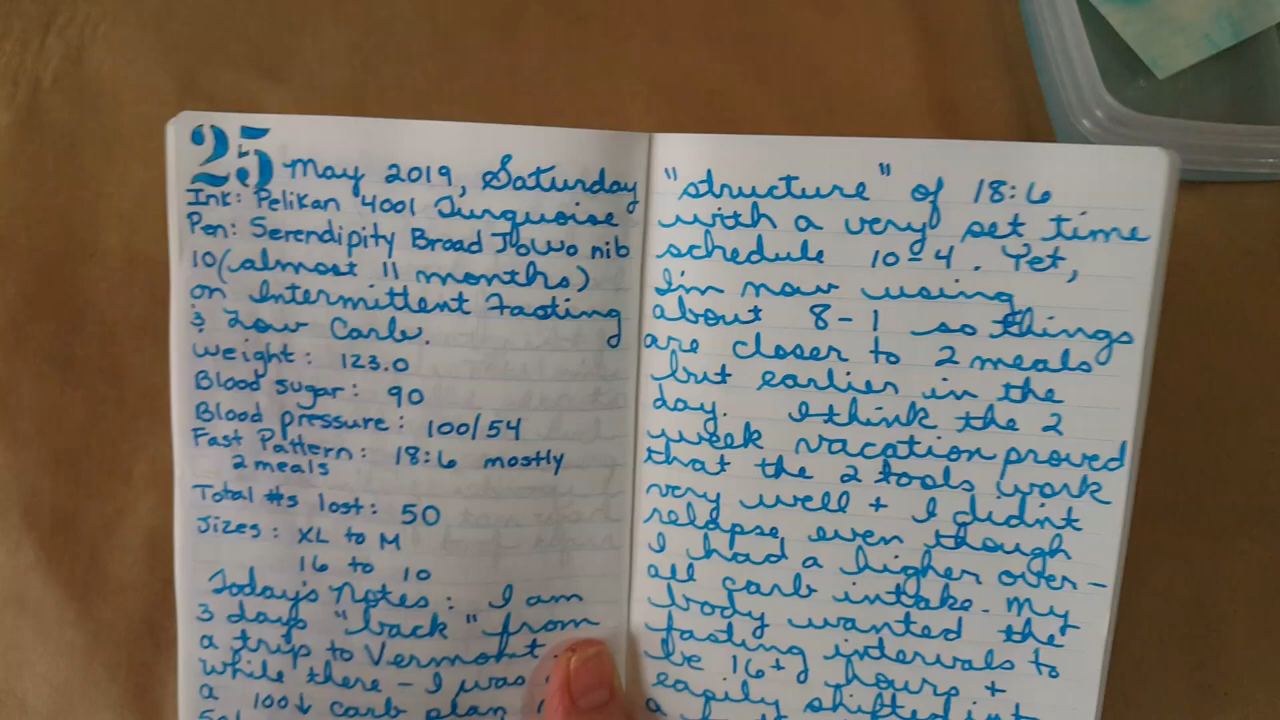 25 May 2019, Saturday
Ink: Pelikan 4001 Turquoise
Pen: Serendipity Broad JoWo nib
10 (almost 11 months)
on Intermittent Fasting
& Low Carb.
Weight: 123.0
Blood sugar: 90
Blood pressure: 100/54
Fast Pattern: 18:6 mostly
2 meals
Total #s lost: 50
Sizes: XL to M
16 to 10
Today's Notes: I am
3 days "back" from
a trip to Vermont.
while there - I was
a 100↓ carb plan
"structure" of 18:6
with a very set time
schedule 10-4. Yet,
I'm now using
about 8-1 so things
are closer to 2 meals
but earlier in the
day. I think the 2
week vacation proved
that the 2 tools work
very well + I didn't
relapse even though
I had a higher over-
all carb intake. My
body wanted the
fasting intervals to
be 16+ hours +
easily shifted int
a